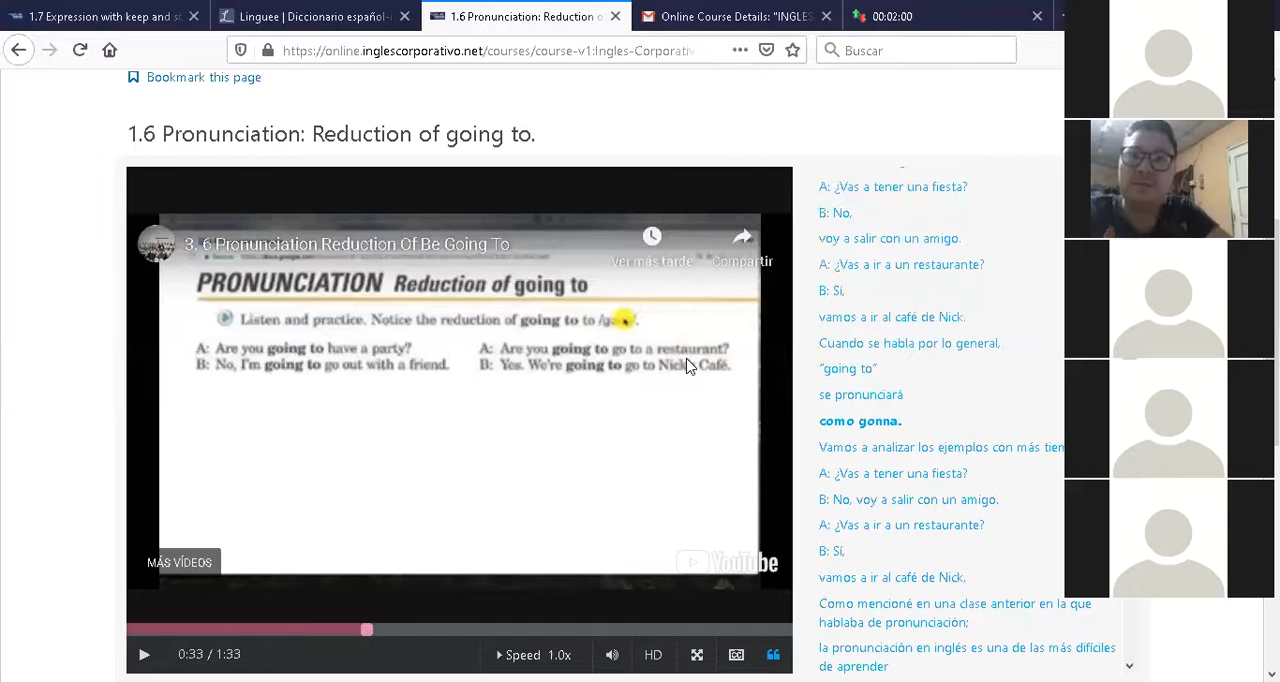 1.7 Expression with keep and st
Linguee | Diccionario español-i
1.6 Pronunciation: Reduction o
Online Course Details: "INGLES
00:02:00
https://online.inglescorporativo.net/courses/course-v1:Ingles-Corporativ
Buscar
Bookmark this page
1.6 Pronunciation: Reduction of going to.
3. 6 Pronunciation Reduction Of Be Going To
Ver más tarde
Compartir
PRONUNCIATION Reduction of going to
Listen and practice. Notice the reduction of going to to
A: Are you going to have a party?
B: No, I'm going to go out with a friend.
A: Are you going to go to a restaurant?
B: Yes. We're going to go to Nick Café.
MÁS VÍDEOS
YouTube
0:33 / 1:33
Speed 1.0x
HD
A: ¿Vas a tener una fiesta?
B: No,
voy a salir con un amigo.
A: ¿Vas a ir a un restaurante?
B: Sí,
vamos a ir al café de Nick.
Cuando se habla por lo general,
“going to”
se pronunciará
como gonna.
Vamos a analizar los ejemplos con más tiem
A: ¿Vas a tener una fiesta?
B: No, voy a salir con un amigo.
A: ¿Vas a ir a un restaurante?
B: Sí,
vamos a ir al café de Nick.
Como mencioné en una clase anterior en la que
hablaba de pronunciación;
la pronunciación en inglés es una de las más difíciles
de aprender